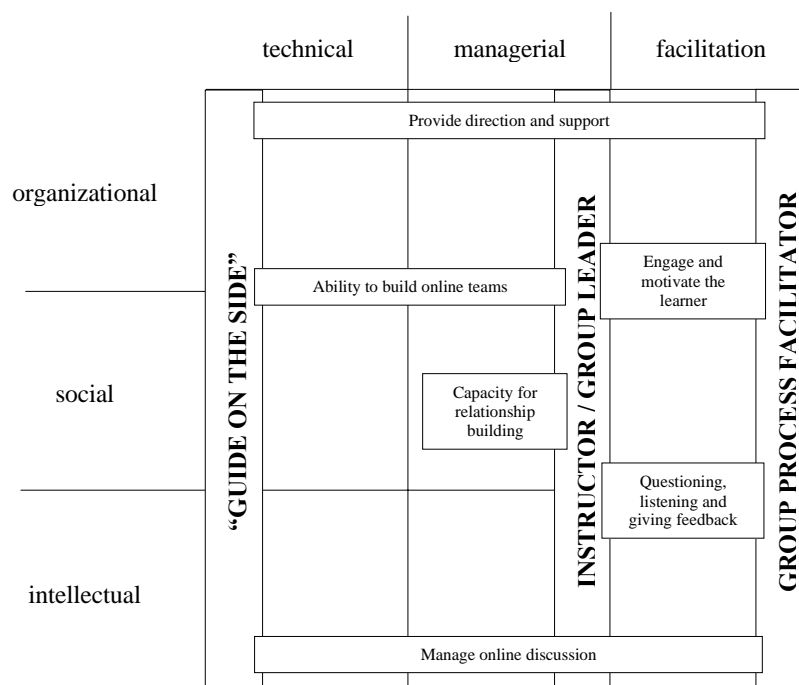 technical
managerial
facilitation
Provide direction and support
organizational
Engage and
motivate the
learner
Ability to build online teams
social
Capacity for
relationship
building
Questioning,
listening and
giving feedback
intellectual
Manage online discussion
“GUIDE ON THE SIDE”
INSTRUCTOR / GROUP LEADER
GROUP PROCESS FACILITATOR